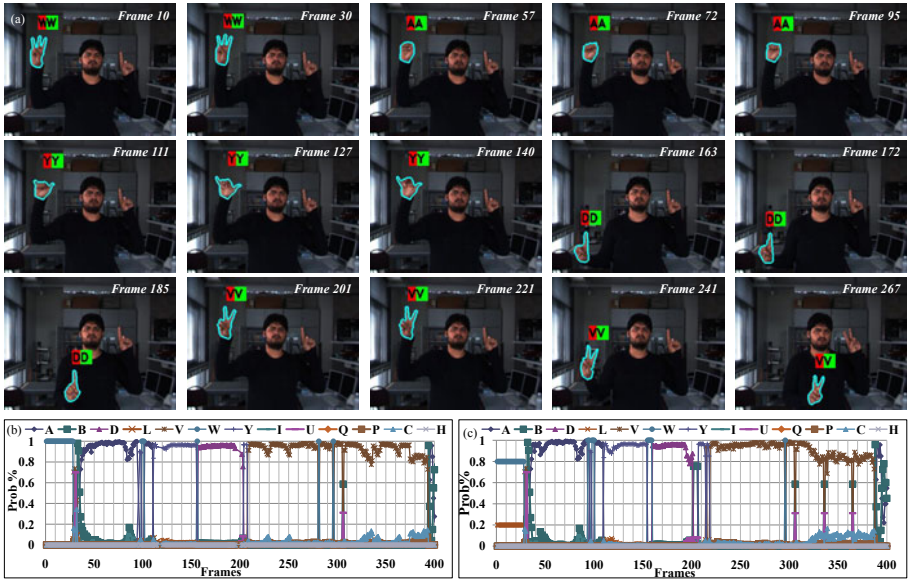 (a) Frame 10 Frame 30 Frame 57 Frame 72 Frame 95
WW WW AA AA AA
Frame 111 Frame 127 Frame 140 Frame 163 Frame 172
YY YY YY DD DD
Frame 185 Frame 201 Frame 221 Frame 241 Frame 267
DD VV VV VV VV
(b) A B D L V W Y I U Q P C H
1
0.8
0.6
0.4
0.2
0
Prob%
0 50 100 150 200 250 300 350 400
Frames
(c) A B D L V W Y I U Q P C H
1
0.8
0.6
0.4
0.2
0
Prob%
0 50 100 150 200 250 300 350 400
Frames